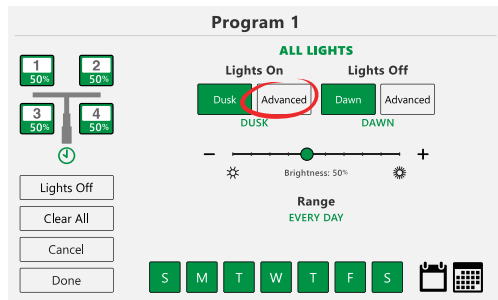 Program 1
ALL LIGHTS
Lights On Lights Off
1 2
50% 50%
Dusk Advanced Dawn Advanced
DUSK DAWN
3 4
50% 50%
− +
Brightness: 50%
Lights Off
Clear All
Cancel
Done
Range
EVERY DAY
S M T W T F S